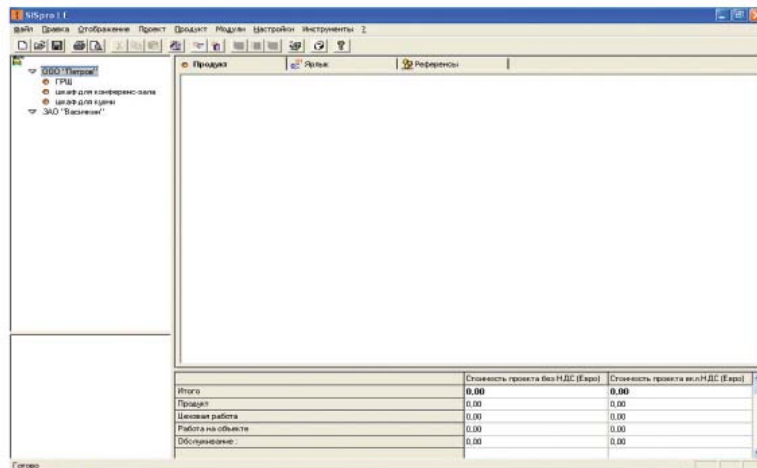 SISpro I f
Файл Правка Отображение Проект Продукт Модули Настройки Инструменты ?
ООО "Петров"
ГРЩ
шкаф для конференс-зала
шкаф для кухни
ЗАО "Васичкин"
Продукт Ярлык Референсы
Стоимость проекта без НДС (Евро) Стоимость проекта вкл.НДС (Евро)
Итого 0,00 0,00
Продукт 0,00 0,00
Цеховая работа 0,00 0,00
Работа на объекте 0,00 0,00
Обслуживание : 0,00 0,00
Готово